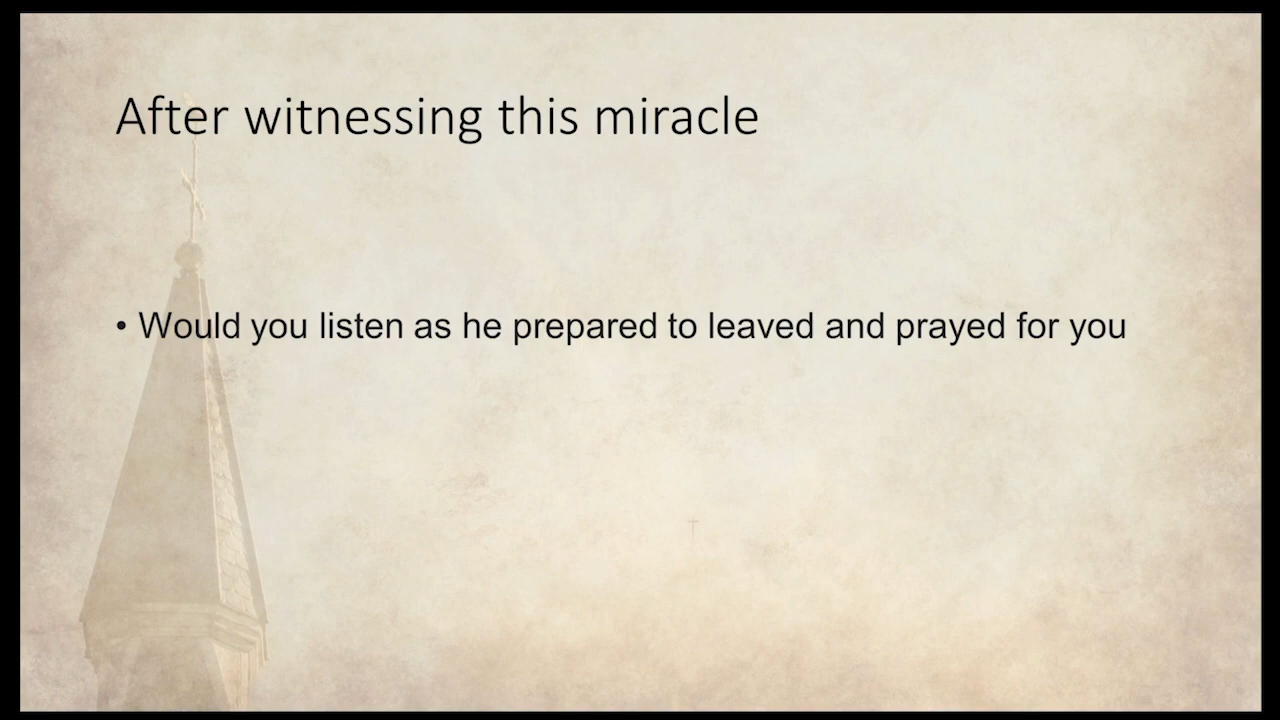 After witnessing this miracle
• Would you listen as he prepared to leaved and prayed for you